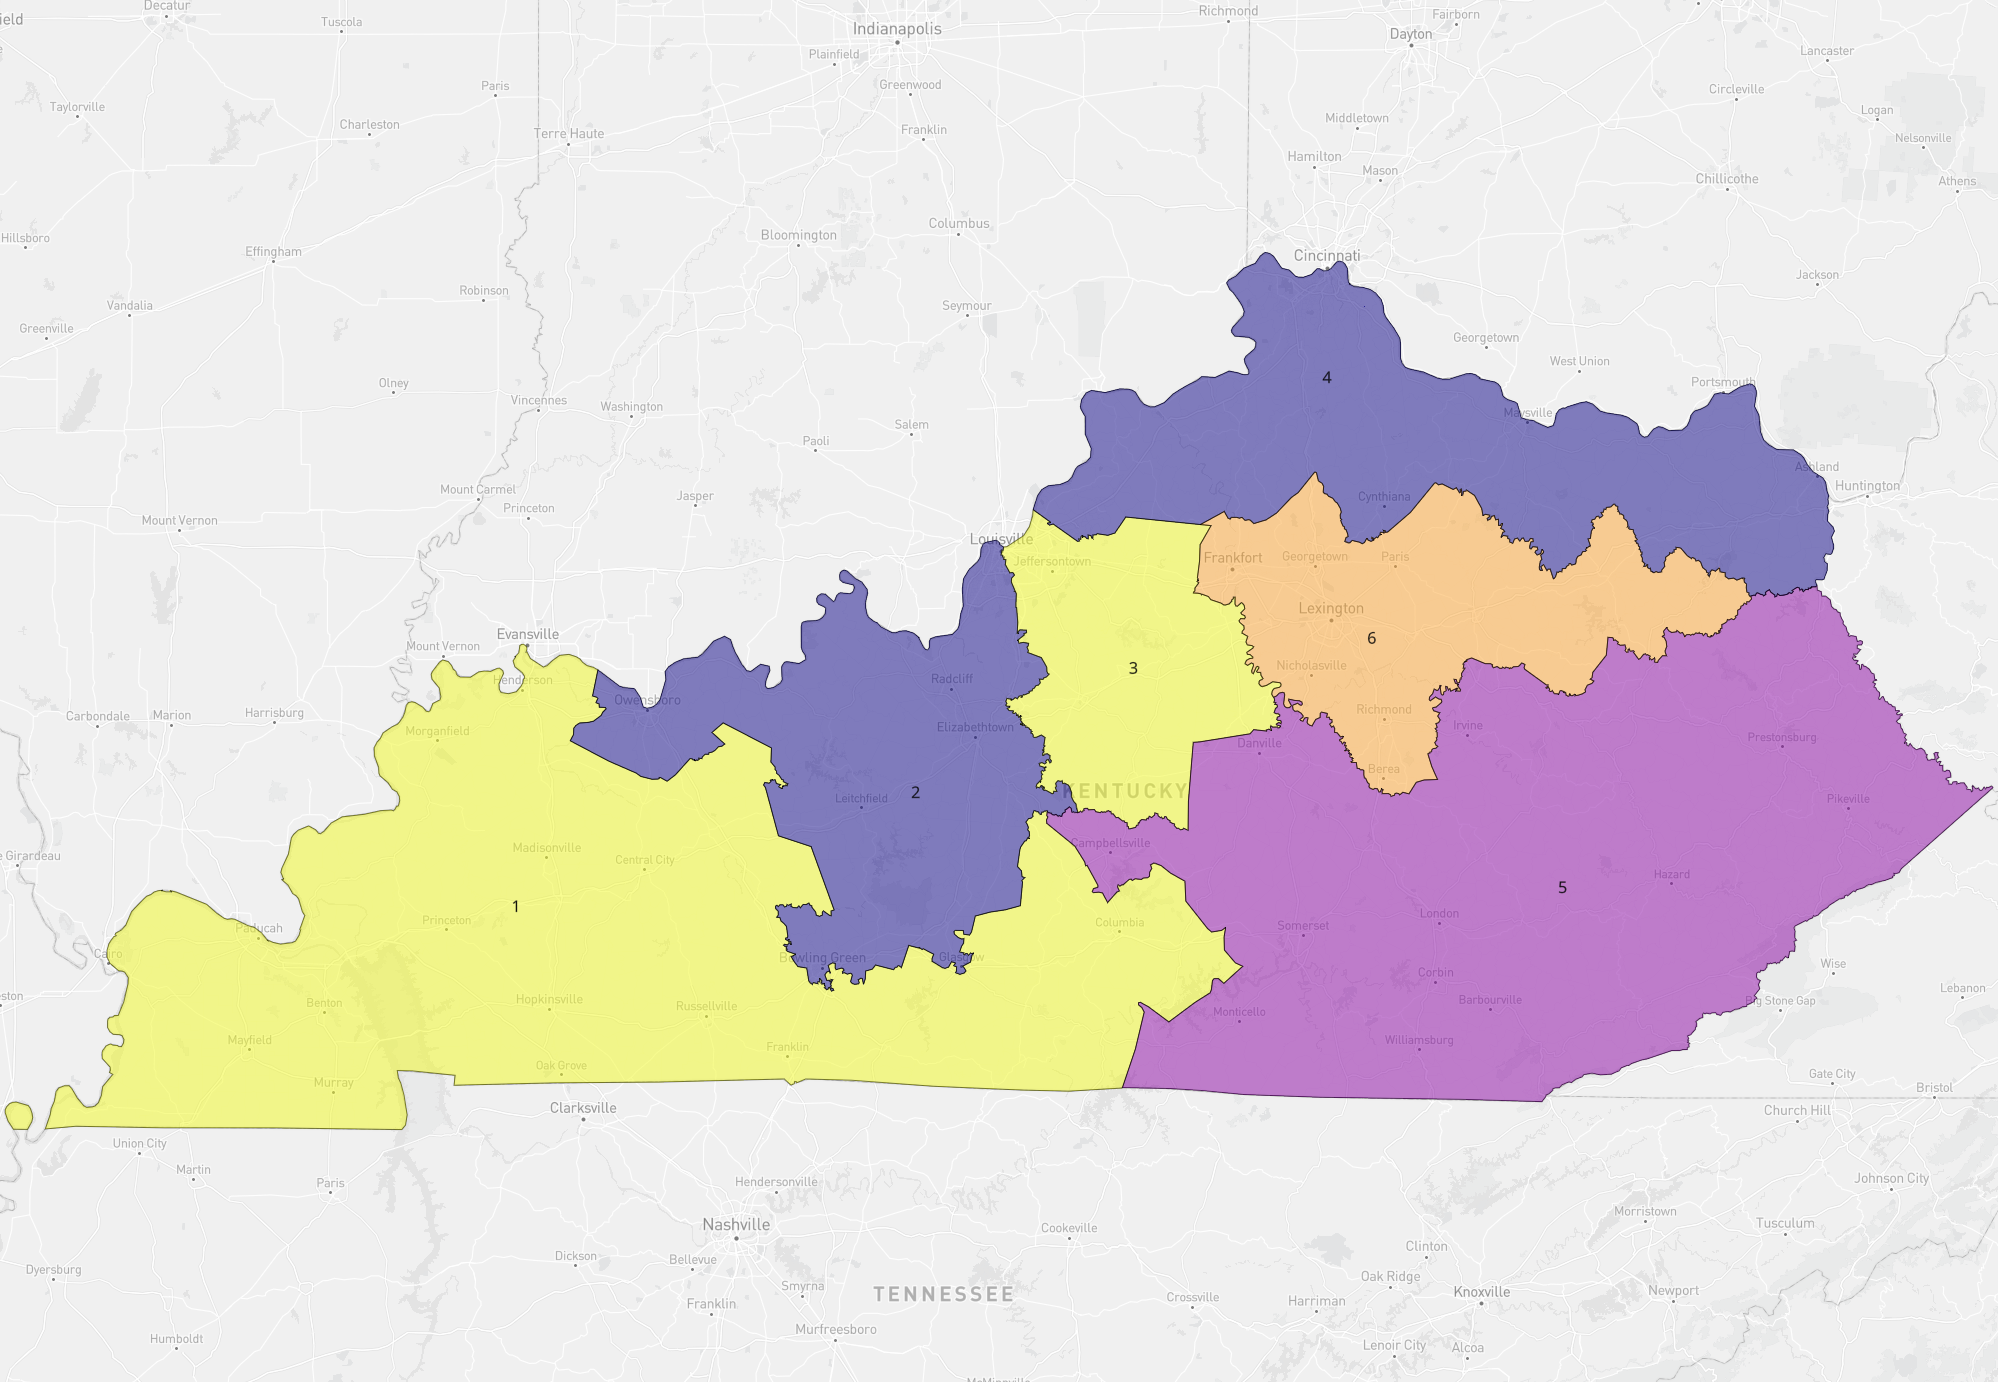 Decatur
Tuscola
Indianapolis
Richmond
Fairborn
Dayton
Lancaster
Plainfield
Paris
Greenwood
Circleville
Taylorville
Charleston
Terre Haute
Franklin
Middletown
Logan
Nelsonville
Hamilton
Mason
Chillicothe
Athens
Hillsboro
Effingham
Bloomington
Columbus
Cincinnati
Jackson
Robinson
Vandalia
Seymour
Greenville
Georgetown
West Union
4
Portsmouth
Olney
Vincennes
Washington
Maysville
Salem
Paoli
Ashland
Huntington
Mount Carmel
Jasper
Cynthiana
Princeton
Mount Vernon
Louisville
Jeffersontown
Frankfort
Georgetown
Paris
Lexington
6
Evansville
Mount Vernon
3
Nicholasville
Henderson
Radcliff
Owensboro
Carbondale
Marion
Harrisburg
Richmond
Elizabethtown
Irvine
Morganfield
Danville
Prestonsburg
Berea
KENTUCKY
2
Leitchfield
Pikeville
Campbellsville
Madisonville
Central City
Girardeau
Hazard
5
1
Princeton
Columbia
London
Somerset
Paducah
Cairo
Bowling Green
Glasgow
Wise
Corbin
Lebanon
Benton
Hopkinsville
Russellville
Barbourville
Big Stone Gap
Monticello
Mayfield
Franklin
Williamsburg
Oak Grove
Murray
Gate City
Bristol
Clarksville
Church Hill
Union City
Martin
Paris
Hendersonville
Johnson City
Morristown
Nashville
Cookeville
Tusculum
Clinton
Dickson
Bellevue
Dyersburg
Oak Ridge
Smyrna
TENNESSEE
Crossville
Harriman
Knoxville
Newport
Franklin
Murfreesboro
Humboldt
Lenoir City
Alcoa